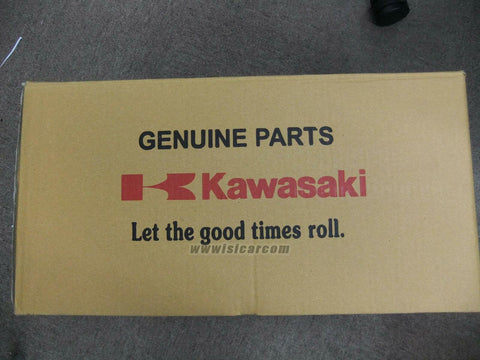 GENUINE PARTS
Kawasaki
Let the good times roll.
wwwisicarcom